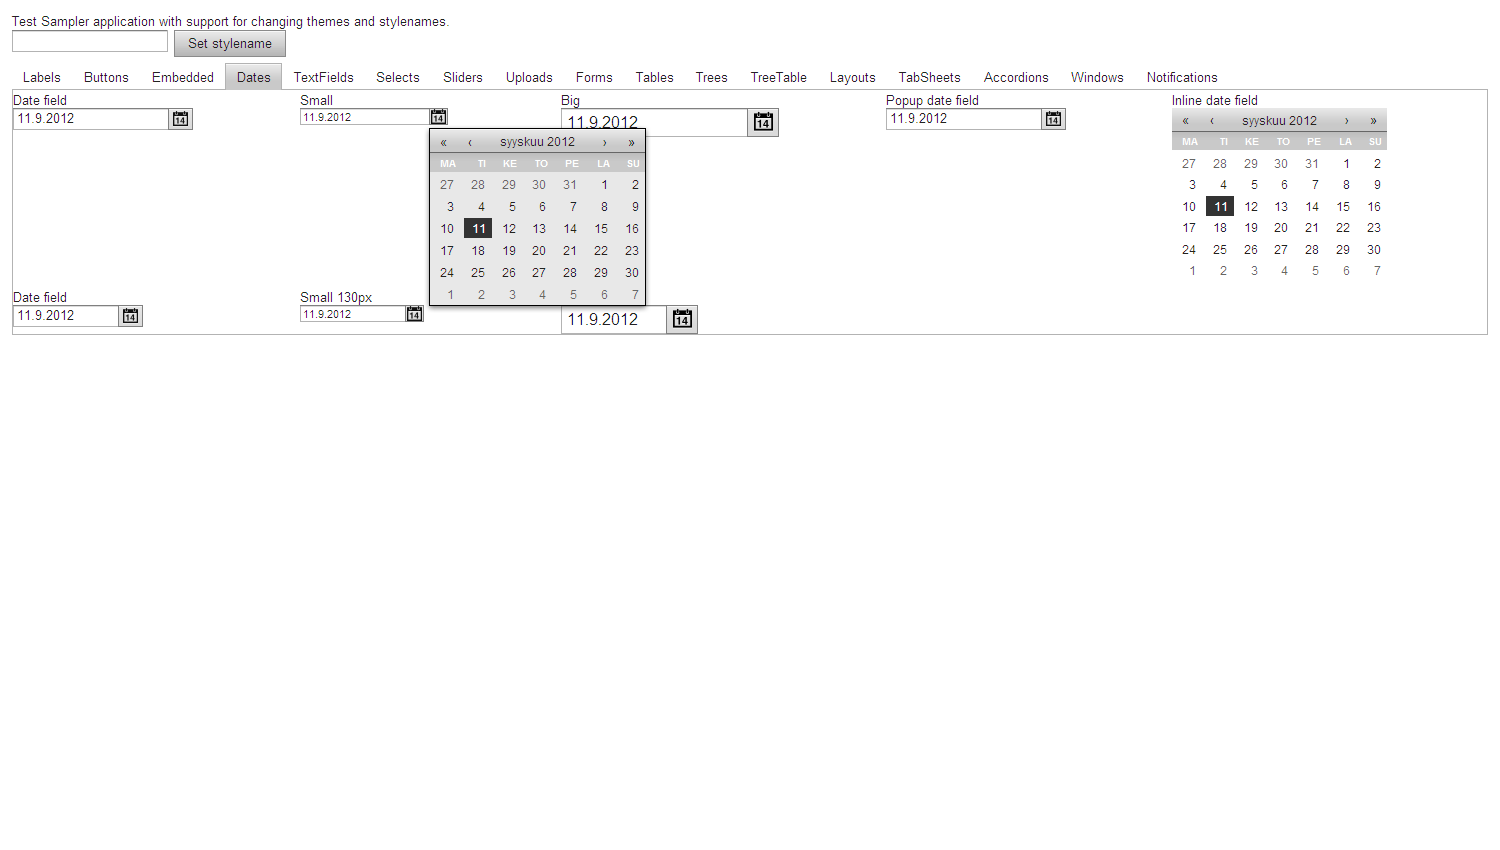 Test Sampler application with support for changing themes and stylenames.
Set stylename
Labels Buttons Embedded Dates TextFields Selects Sliders Uploads Forms Tables Trees TreeTable Layouts TabSheets Accordions Windows Notifications
Date field Small Big Popup date field Inline date field
11.9.2012 14 11.9.2012 14 11.9.2012 14 11.9.2012 14
« ‹ syyskuu 2012 › »
MA TI KE TO PE LA SU
27 28 29 30 31 1 2
3 4 5 6 7 8 9
10 11 12 13 14 15 16
17 18 19 20 21 22 23
24 25 26 27 28 29 30
1 2 3 4 5 6 7
« ‹ syyskuu 2012 › »
MA TI KE TO PE LA SU
27 28 29 30 31 1 2
3 4 5 6 7 8 9
10 11 12 13 14 15 16
17 18 19 20 21 22 23
24 25 26 27 28 29 30
1 2 3 4 5 6 7
Date field Small 130px
11.9.2012 14 11.9.2012 14 11.9.2012 14